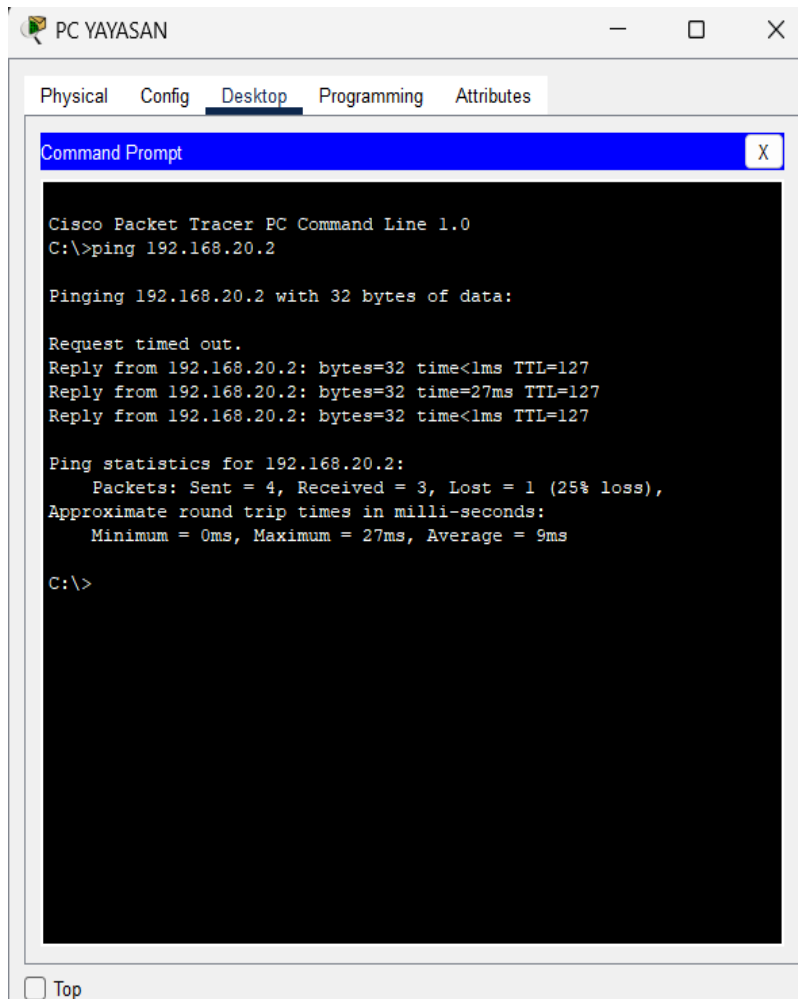 PC YAYASAN
Physical Config Desktop Programming Attributes
Command Prompt X
Cisco Packet Tracer PC Command Line 1.0
C:\>ping 192.168.20.2
Pinging 192.168.20.2 with 32 bytes of data:
Request timed out.
Reply from 192.168.20.2: bytes=32 time<1ms TTL=127
Reply from 192.168.20.2: bytes=32 time=27ms TTL=127
Reply from 192.168.20.2: bytes=32 time<1ms TTL=127
Ping statistics for 192.168.20.2:
Packets: Sent = 4, Received = 3, Lost = 1 (25% loss),
Approximate round trip times in milli-seconds:
Minimum = 0ms, Maximum = 27ms, Average = 9ms
C:\>
Top